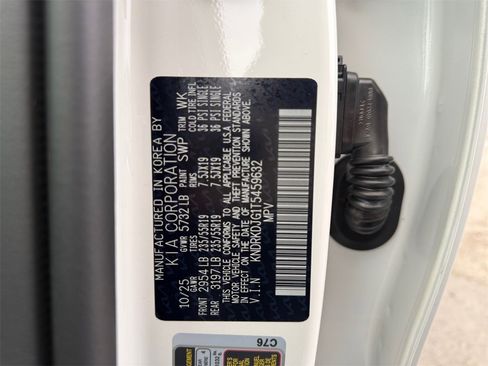 MANUFACTURED IN KOREA BY
KIA CORPORATION
10/25 GVWR 5732 LB PAINT SWP TRIM WK
TIRES RIMS COLD TIRE INFL
FRONT 2954 LB 235/55R19 7.5JX19 36 PSI SINGLE
REAR 3197 LB 235/55R19 7.5JX19 36 PSI SINGLE
THIS VEHICLE CONFORMS TO ALL APPLICABLE U.S.A FEDERAL
MOTOR VEHICLE SAFETY AND THEFT PREVENTION STANDARDS
IN EFFECT ON THE DATE OF MANUFACTURE SHOWN ABOVE.
V.I.N KNDRKDJG1T5459632
MPV
C76